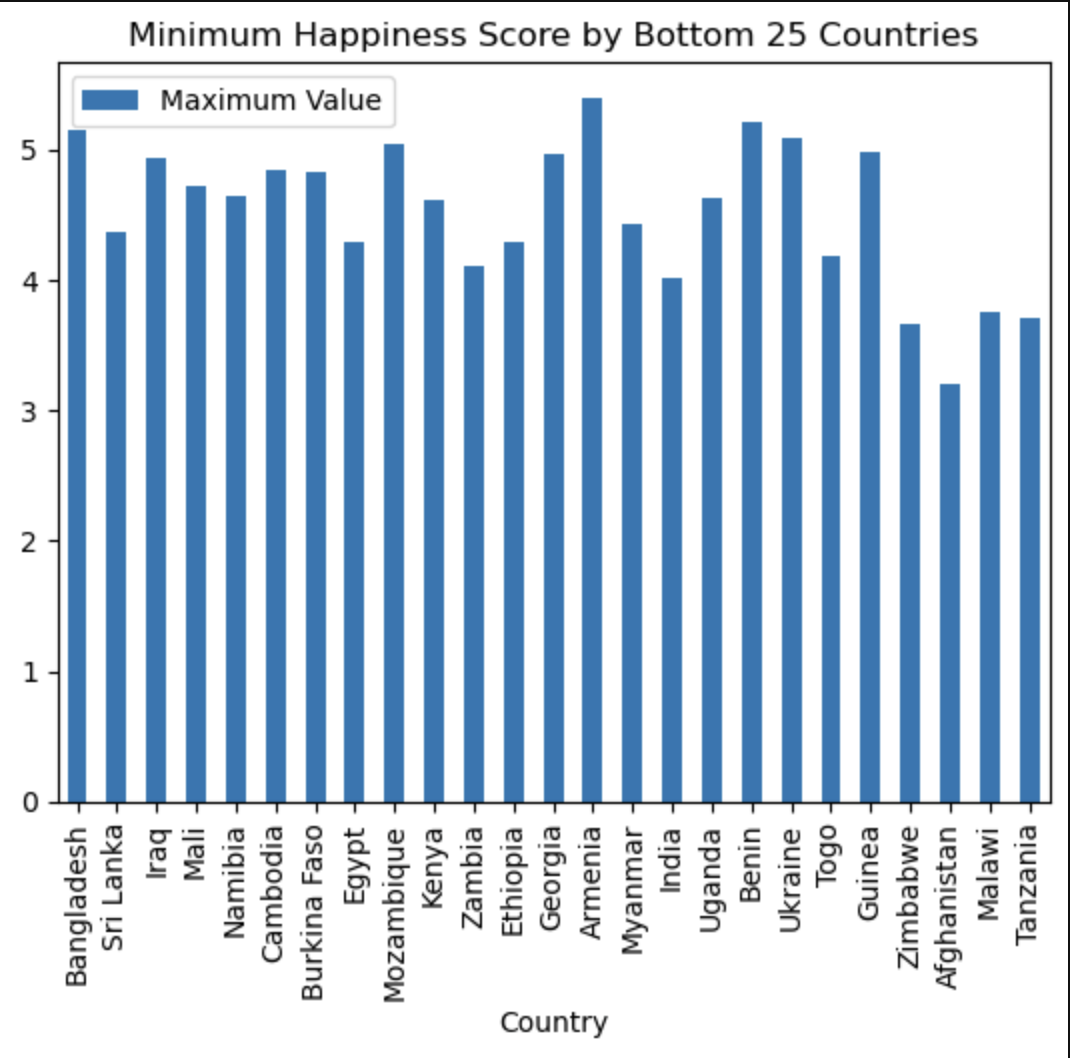 Minimum Happiness Score by Bottom 25 Countries
Maximum Value
5
4
3
2
1
0
Bangladesh
Sri Lanka
Iraq
Mali
Namibia
Cambodia
Burkina Faso
Egypt
Mozambique
Kenya
Zambia
Ethiopia
Georgia
Armenia
Myanmar
India
Uganda
Benin
Ukraine
Togo
Guinea
Zimbabwe
Afghanistan
Malawi
Tanzania
Country